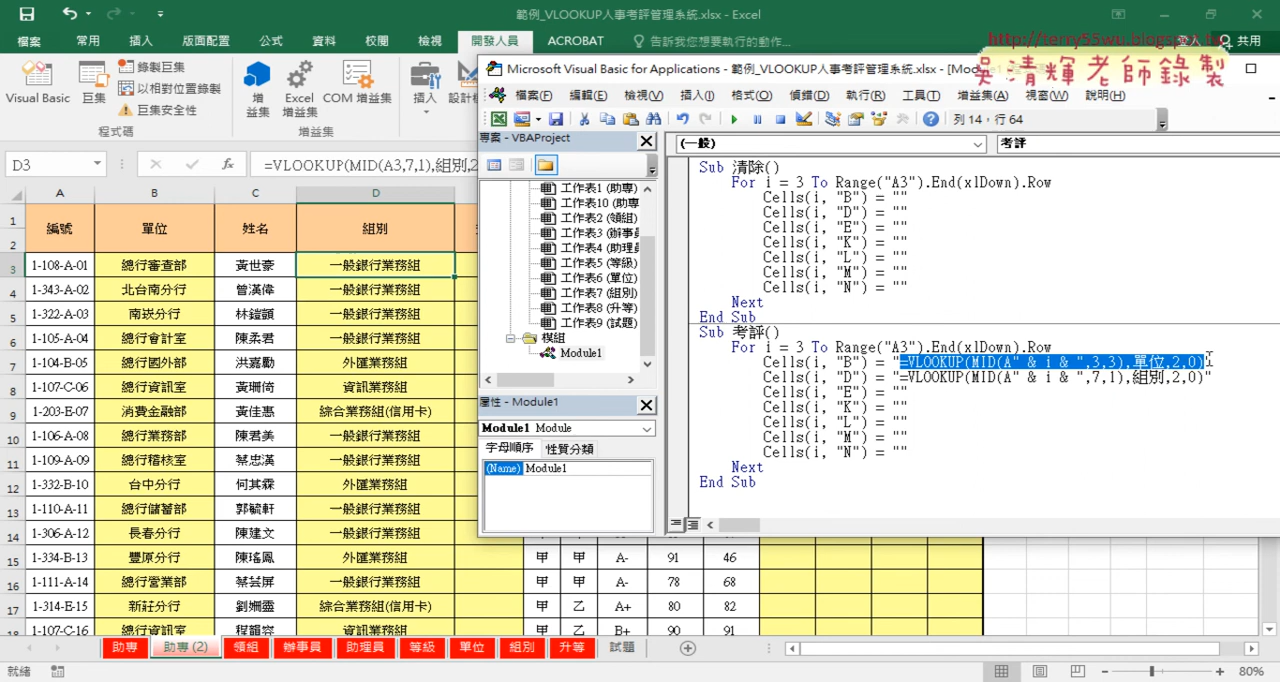 範例_VLOOKUP人事考評管理系統.xlsx - Excel
http://terry55wu.blogspot.tw
吳清輝老師錄製
檔案 常用 插入 版面配置 公式 資料 校閱 檢視 開發人員 ACROBAT 告訴我您想要執行的動作... 登入 共用
Visual Basic 巨集 錄製巨集
以相對位置錄製
巨集安全性
增益集 Excel 增益集 COM 增益集 插入 設計模
程式碼 增益集
D3 =VLOOKUP(MID(A3,7,1),組別,2
A B C D
1 2 編號 單位 姓名 組別
3 1-108-A-01 總行審查部 黃世豪 一般銀行業務組
4 1-343-A-02 北台南分行 曾漢偉 一般銀行業務組
5 1-322-A-03 南崁分行 林鎧顗 一般銀行業務組
6 1-105-A-04 總行會計室 陳柔君 一般銀行業務組
7 1-104-B-05 總行國外部 洪嘉勳 外匯業務組
8 1-107-C-06 總行資訊室 黃珊倚 資訊業務組
9 1-203-E-07 消費金融部 黃佳惠 綜合業務組(信用卡)
10 1-106-A-08 總行業務部 陳君美 一般銀行業務組
11 1-109-A-09 總行稽核室 蔡忠漢 一般銀行業務組
12 1-332-B-10 台中分行 何其霖 外匯業務組
13 1-110-A-11 總行儲蓄部 郭毓軒 一般銀行業務組
14 1-306-A-12 長春分行 陳建文 一般銀行業務組
15 1-334-B-13 豐原分行 陳瑤鳳 外匯業務組 甲 甲 A- 91 46
16 1-111-A-14 總行營業部 蔡芸屏 一般銀行業務組 甲 甲 A- 78 68
17 1-314-E-15 新莊分行 劉姍靈 綜合業務組(信用卡) 甲 乙 A+ 80 82
18 1-107-C-16 總行資訊室 程韻容 資訊業務組 甲 乙 B+ 90 91
助專 助專 (2) 領組 辦事員 助理員 等級 單位 組別 升等 試題
就緒 80%
Microsoft Visual Basic for Applications - 範例_VLOOKUP人事考評管理系統.xlsx - [Mod
檔案(F) 編輯(E) 檢視(V) 插入(I) 格式(O) 偵錯(D) 執行(R) 工具(T) 增益集(A) 視窗(W) 說明(H)
列 14，行 64
專案 - VBAProject
工作表1 (助專
工作表10 (助專
工作表2 (領組)
工作表3 (辦事員
工作表4 (助理員
工作表5 (等級)
工作表6 (單位)
工作表7 (組別)
工作表8 (升等)
工作表9 (試題)
模組
Module1
屬性 - Module1
Module1 Module
字母順序 性質分類
(Name) Module1
(一般) 考評
Sub 清除()
For i = 3 To Range("A3").End(xlDown).Row
Cells(i, "B") = ""
Cells(i, "D") = ""
Cells(i, "E") = ""
Cells(i, "K") = ""
Cells(i, "L") = ""
Cells(i, "M") = ""
Cells(i, "N") = ""
Next
End Sub
Sub 考評()
For i = 3 To Range("A3").End(xlDown).Row
Cells(i, "B") = "=VLOOKUP(MID(A" & i & ",3,3),單位,2,0)"
Cells(i, "D") = "=VLOOKUP(MID(A" & i & ",7,1),組別,2,0)"
Cells(i, "E") = ""
Cells(i, "K") = ""
Cells(i, "L") = ""
Cells(i, "M") = ""
Cells(i, "N") = ""
Next
End Sub